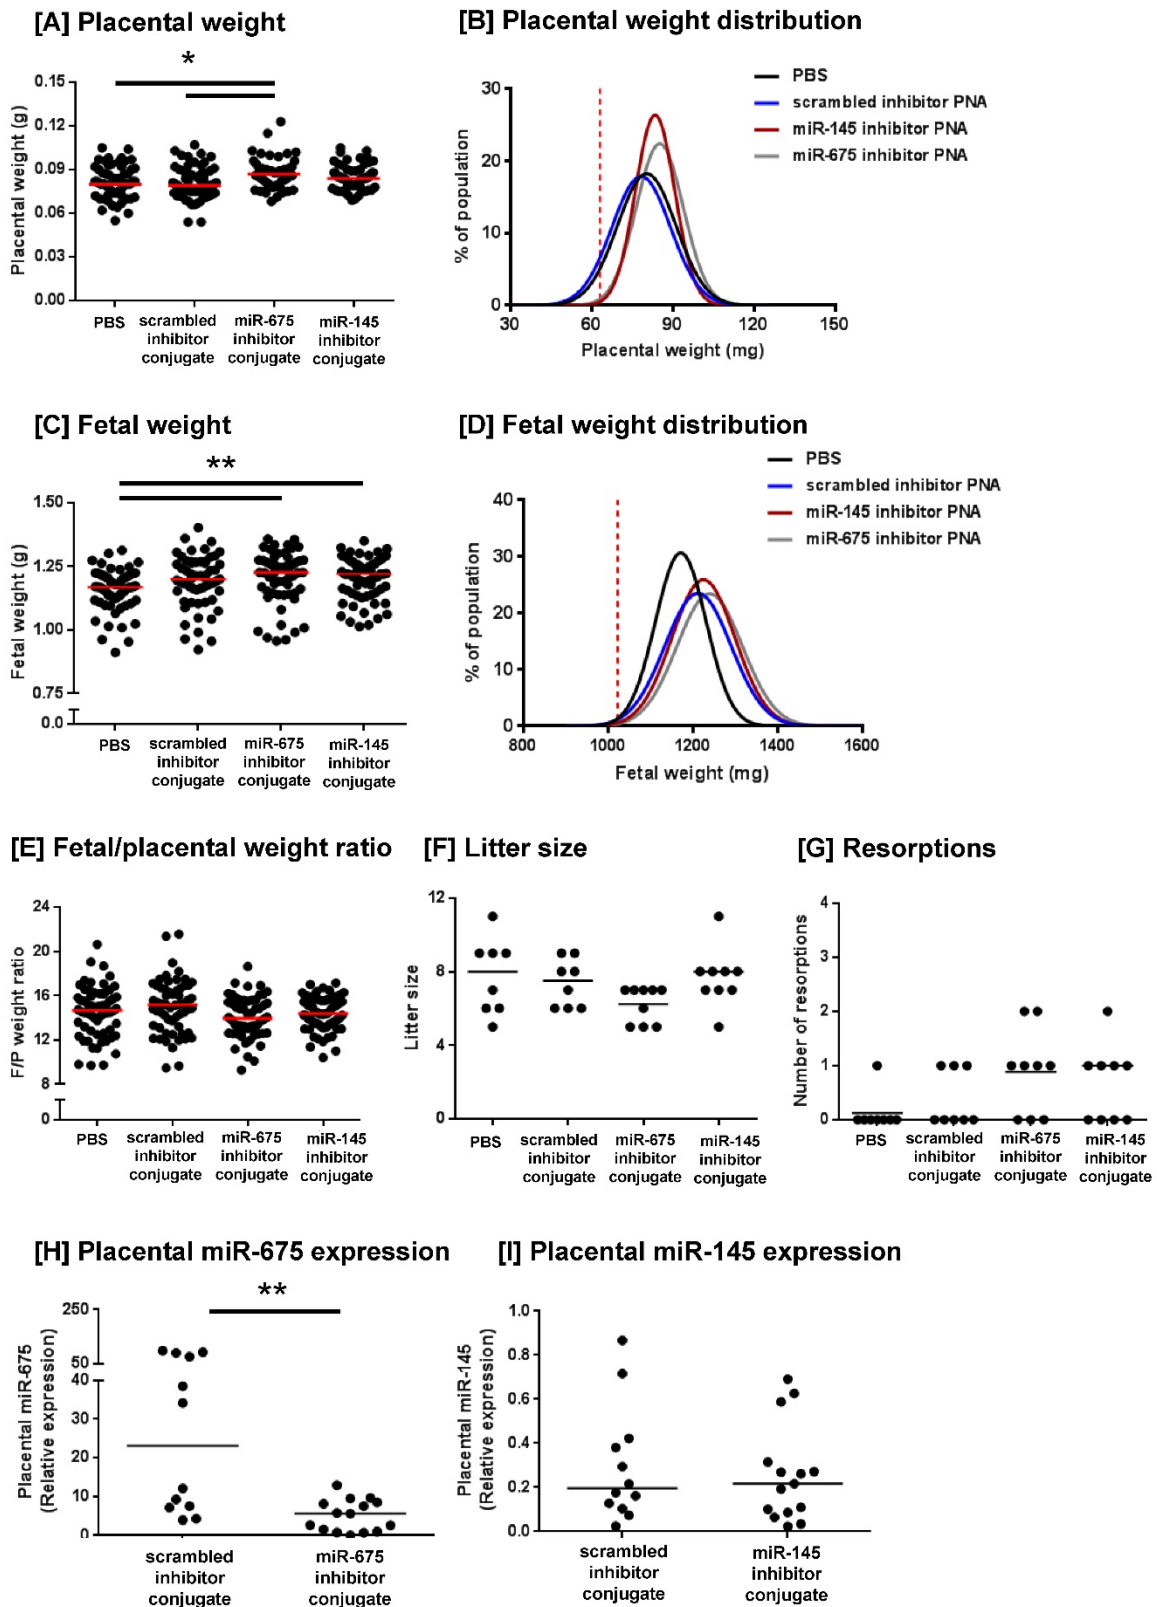 [A] Placental weight
*
Placental weight (g)
0.15
0.12
0.09
0.06
0.03
0.00
PBS
scrambled
inhibitor
conjugate
miR-675
inhibitor
conjugate
miR-145
inhibitor
conjugate
[B] Placental weight distribution
PBS
scrambled inhibitor PNA
miR-145 inhibitor PNA
miR-675 inhibitor PNA
% of population
30
20
10
0
30
60
90
120
150
Placental weight (mg)
[C] Fetal weight
**
Fetal weight (g)
1.50
1.25
1.00
0.75
0.0
PBS
scrambled
inhibitor
conjugate
miR-675
inhibitor
conjugate
miR-145
inhibitor
conjugate
[D] Fetal weight distribution
PBS
scrambled inhibitor PNA
miR-145 inhibitor PNA
miR-675 inhibitor PNA
% of population
40
30
20
10
0
800
1000
1200
1400
1600
Fetal weight (mg)
[E] Fetal/placental weight ratio
F/P weight ratio
24
20
16
12
8
0
PBS
scrambled
inhibitor
conjugate
miR-675
inhibitor
conjugate
miR-145
inhibitor
conjugate
[F] Litter size
Litter size
12
8
4
0
PBS
scrambled
inhibitor
conjugate
miR-675
inhibitor
conjugate
miR-145
inhibitor
conjugate
[G] Resorptions
Number of resorptions
4
3
2
1
0
PBS
scrambled
inhibitor
conjugate
miR-675
inhibitor
conjugate
miR-145
inhibitor
conjugate
[H] Placental miR-675 expression
**
Placental miR-675
(Relative expression)
250
50
40
30
20
10
0
scrambled
inhibitor
conjugate
miR-675
inhibitor
conjugate
[I] Placental miR-145 expression
Placental miR-145
(Relative expression)
1.0
0.8
0.6
0.4
0.2
0.0
scrambled
inhibitor
conjugate
miR-145
inhibitor
conjugate